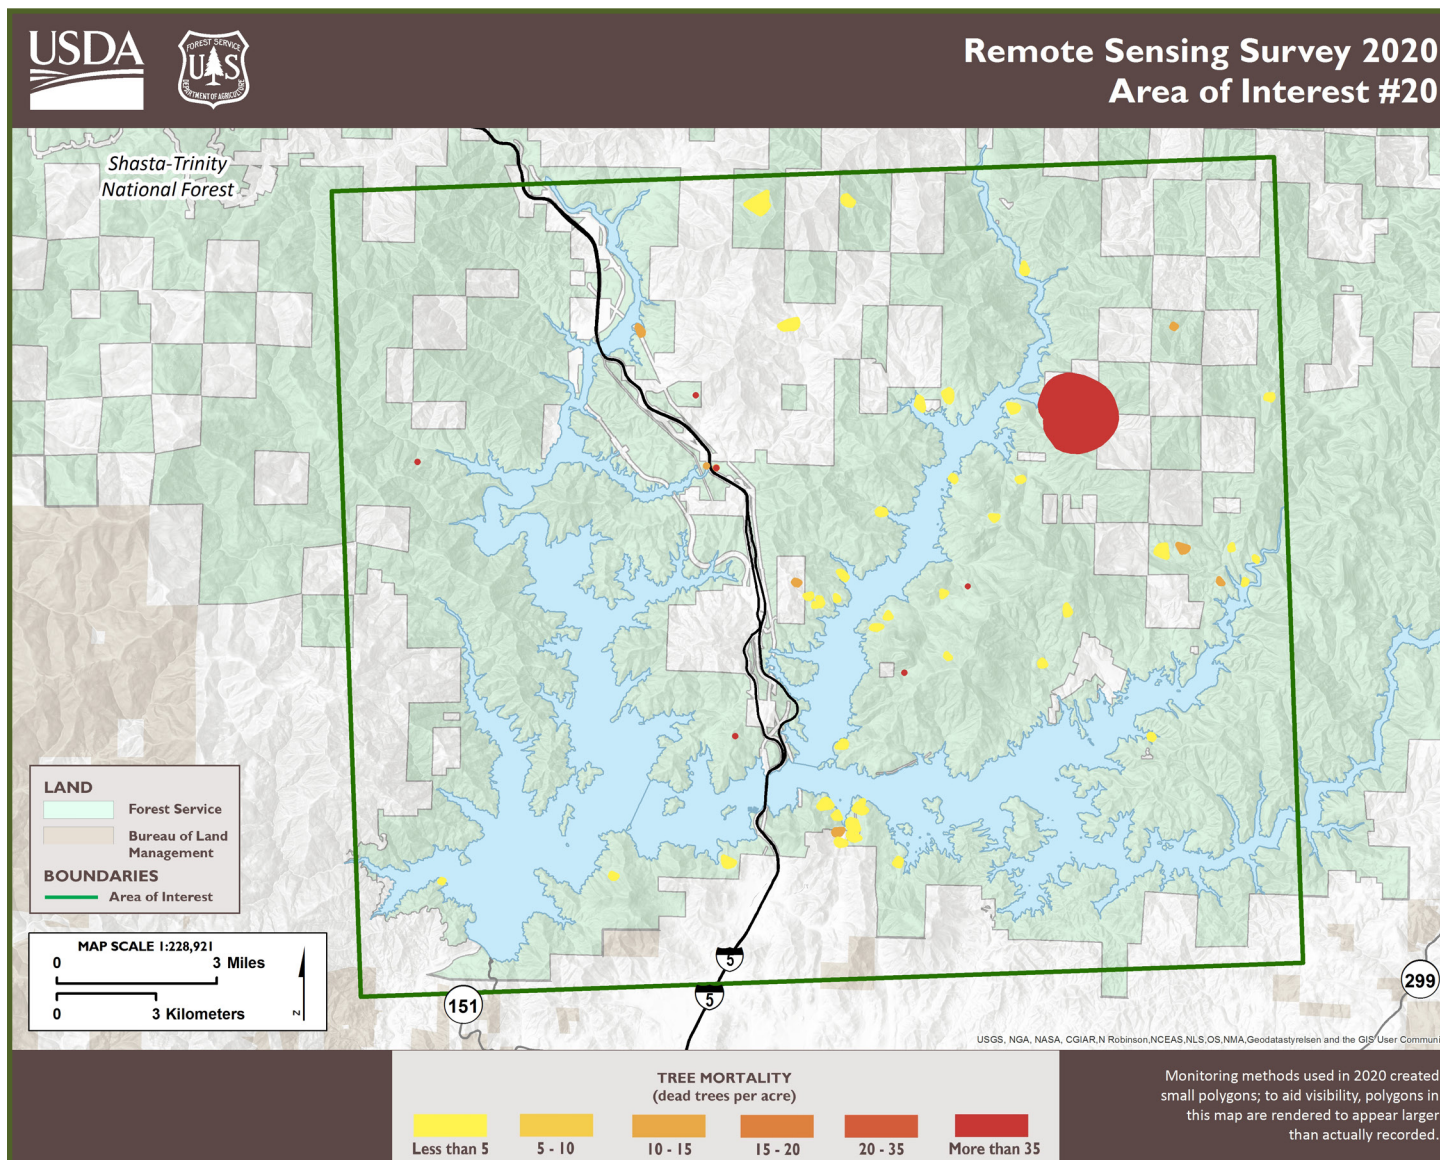 USDA
FOREST SERVICE
U S
DEPARTMENT OF AGRICULTURE
Remote Sensing Survey 2020
Area of Interest #20
Shasta-Trinity
National Forest
LAND
Forest Service
Bureau of Land
Management
BOUNDARIES
Area of Interest
MAP SCALE 1:228,921
0 3 Miles
0 3 Kilometers
N
5
5
151
299
USGS, NGA, NASA, CGIAR,N Robinson,NCEAS,NLS,OS,NMA,Geodatastyrelsen and the GIS User Communi
TREE MORTALITY
(dead trees per acre)
Less than 5
5 - 10
10 - 15
15 - 20
20 - 35
More than 35
Monitoring methods used in 2020 created
small polygons; to aid visibility, polygons in
this map are rendered to appear larger
than actually recorded.